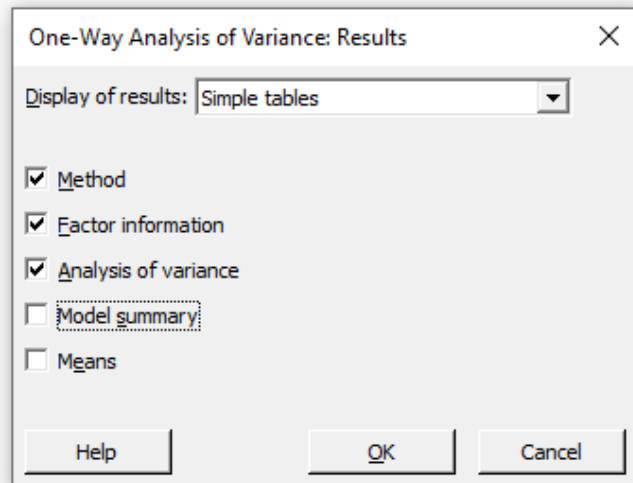 One-Way Analysis of Variance: Results
Display of results: Simple tables
Method
Factor information
Analysis of variance
Model summary
Means
Help OK Cancel